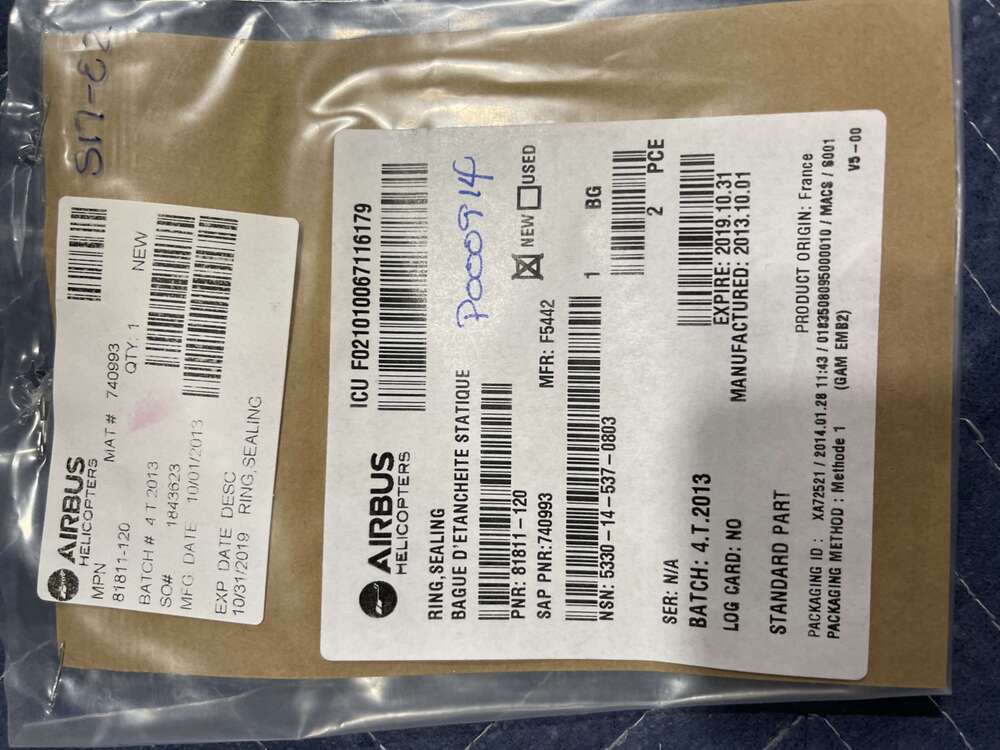 S17-E2
AIRBUS
HELICOPTERS
MPN MAT # 740993
81811-120 QTY. 1 NEW
BATCH # 4.T.2013
SO# 1843623
MFG DATE 10/01/2013
EXP DATE DESC
10/31/2019 RING,SEALING
AIRBUS
HELICOPTERS
ICU F021010067116179
RING,SEALING
BAGUE D'ETANCHEITE STATIQUE
P000914
PNR: 81811-120
SAP PNR:740993 MFR: F5442 NEW USED
NSN: 5330-14-537-0803
1 BG
2 PCE
SER: N/A
BATCH: 4.T.2013
EXPIRE: 2019.10.31
LOG CARD: NO MANUFACTURED: 2013.10.01
STANDARD PART
PRODUCT ORIGIN: France
PACKAGING ID : XA72521 / 2014.01.28 11:43 / 0183508095000010 / MACS / S001
PACKAGING METHOD : Methode 1 (GAM EMB2) V5-00